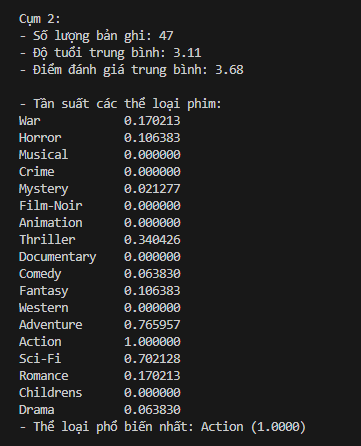 Cụm 2:
- Số lượng bản ghi: 47
- Độ tuổi trung bình: 3.11
- Điểm đánh giá trung bình: 3.68
- Tần suất các thể loại phim:
War 0.170213
Horror 0.106383
Musical 0.000000
Crime 0.000000
Mystery 0.021277
Film-Noir 0.000000
Animation 0.000000
Thriller 0.340426
Documentary 0.000000
Comedy 0.063830
Fantasy 0.106383
Western 0.000000
Adventure 0.765957
Action 1.000000
Sci-Fi 0.702128
Romance 0.170213
Childrens 0.000000
Drama 0.063830
- Thể loại phổ biến nhất: Action (1.0000)